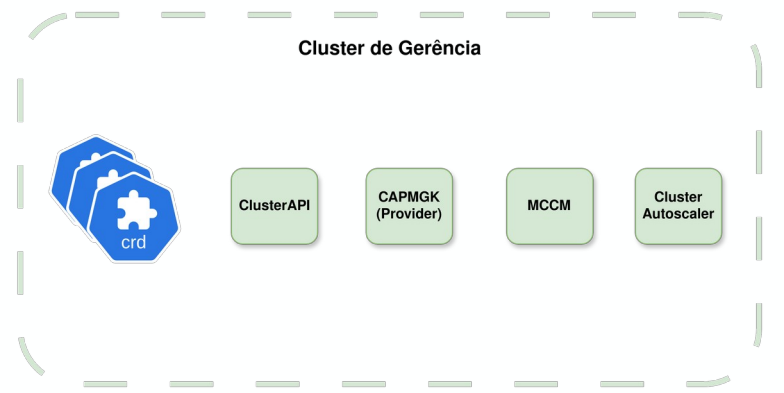 Cluster de Gerência
crd
ClusterAPI
CAPMGK
(Provider)
MCCM
Cluster
Autoscaler